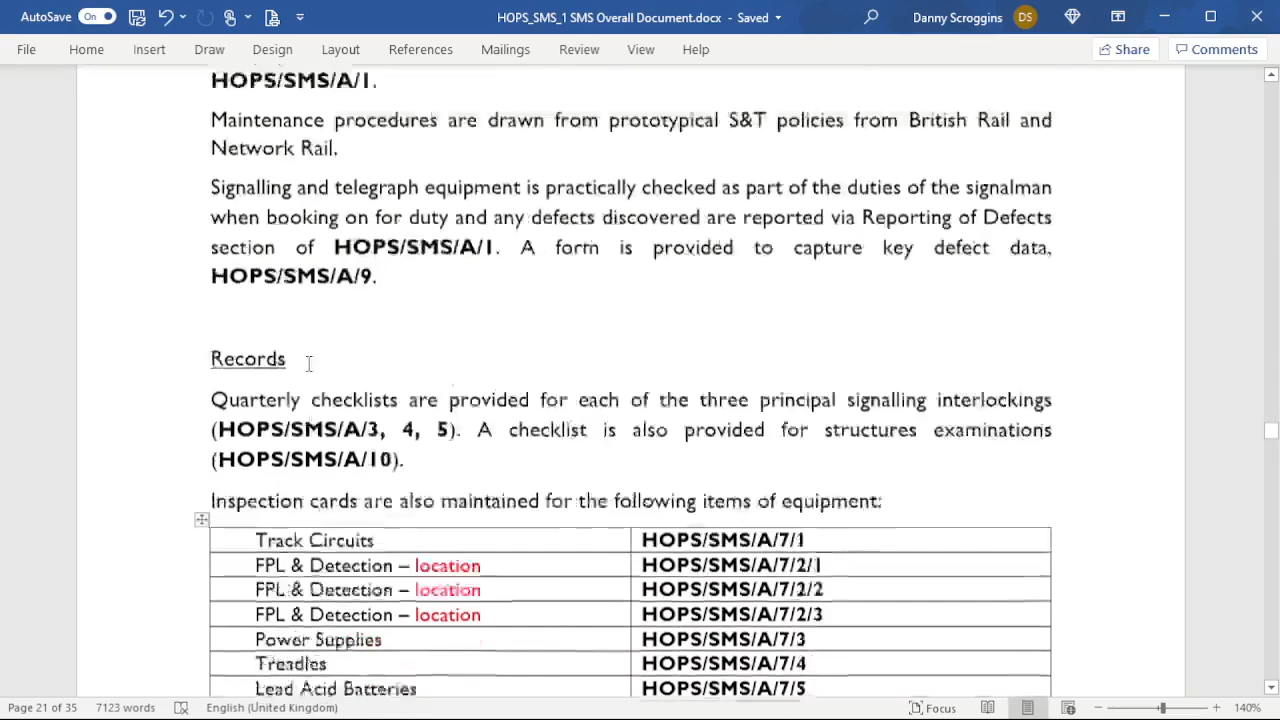 AutoSave On HOPS_SMS_1 SMS Overall Document.docx - Saved Danny Scroggins DS
File Home Insert Draw Design Layout References Mailings Review View Help Share Comments
HOPS/SMS/A/1.
Maintenance procedures are drawn from prototypical S&T policies from British Rail and
Network Rail.
Signalling and telegraph equipment is practically checked as part of the duties of the signalman
when booking on for duty and any defects discovered are reported via Reporting of Defects
section of HOPS/SMS/A/1. A form is provided to capture key defect data,
HOPS/SMS/A/9.
Records
Quarterly checklists are provided for each of the three principal signalling interlockings
(HOPS/SMS/A/3, 4, 5). A checklist is also provided for structures examinations
(HOPS/SMS/A/10).
Inspection cards are also maintained for the following items of equipment:
Track Circuits HOPS/SMS/A/7/1
FPL & Detection – location HOPS/SMS/A/7/2/1
FPL & Detection – location HOPS/SMS/A/7/2/2
FPL & Detection – location HOPS/SMS/A/7/2/3
Power Supplies HOPS/SMS/A/7/3
Treadles HOPS/SMS/A/7/4
Lead Acid Batteries HOPS/SMS/A/7/5
Page 21 of 35 7123 words English (United Kingdom) Focus 140%